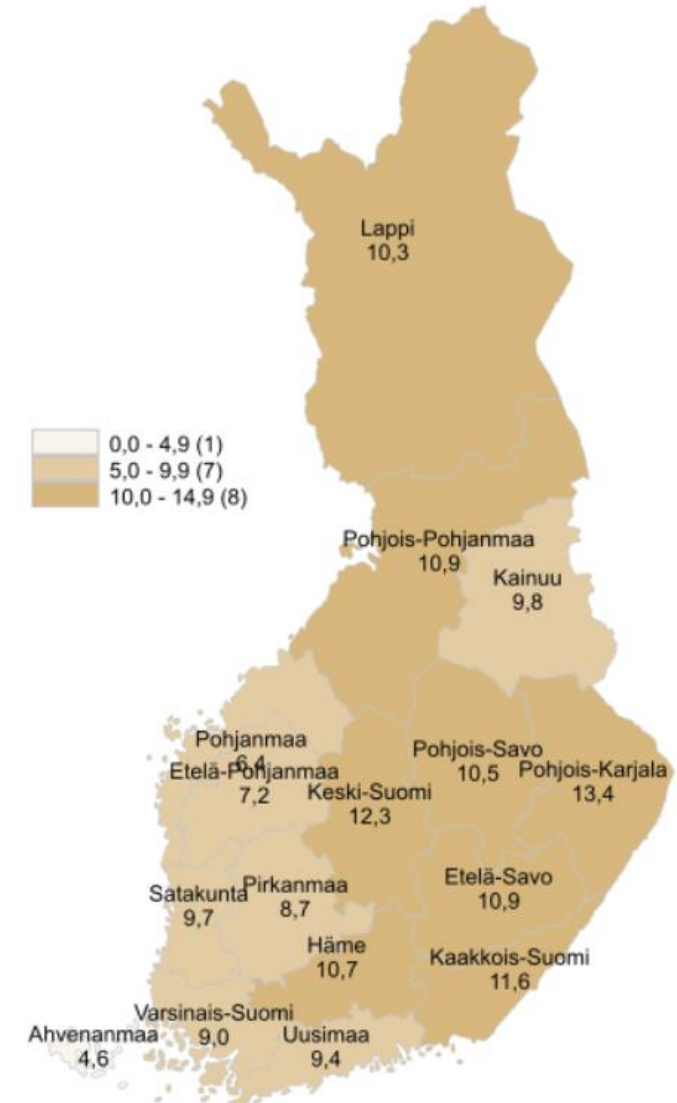 Lappi
10,3
0,0 - 4,9 (1)
5,0 - 9,9 (7)
10,0 - 14,9 (8)
Pohjois-Pohjanmaa
10,9
Kainuu
9,8
Pohjanmaa
6,4
Etelä-Pohjanmaa
7,2
Keski-Suomi
12,3
Pohjois-Savo
10,5
Pohjois-Karjala
13,4
Satakunta
9,7
Pirkanmaa
8,7
Etelä-Savo
10,9
Häme
10,7
Kaakkois-Suomi
11,6
Ahvenanmaa
4,6
Varsinais-Suomi
9,0
Uusimaa
9,4